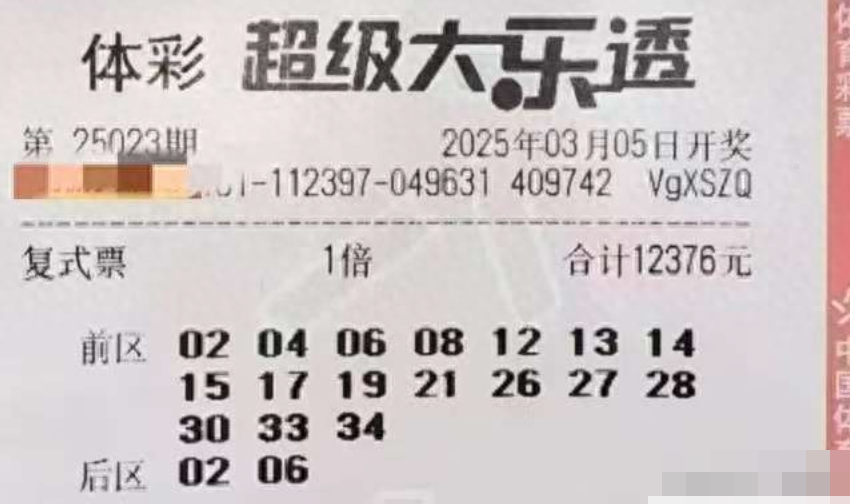 体彩 超级大乐透
第 25023期 2025年03月05日开奖
01-112397-049631 409742 VgXSZQ
复式票 1倍 合计12376元
前区 02 04 06 08 12 13 14
15 17 19 21 26 27 28
30 33 34
后区 02 06
体育彩票
中国体育